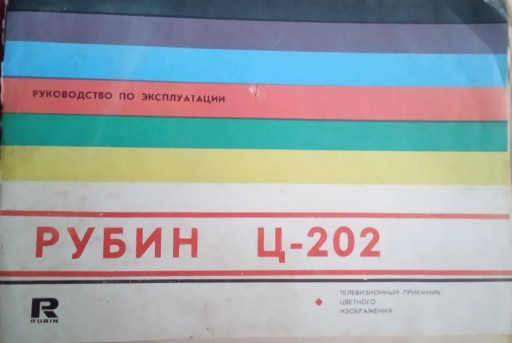 РУКОВОДСТВО ПО ЭКСПЛУАТАЦИИ
РУБИН Ц-202
ТЕЛЕВИЗИОННЫЙ ПРИЕМНИК
ЦВЕТНОГО
ИЗОБРАЖЕНИЯ
R
RUBIN